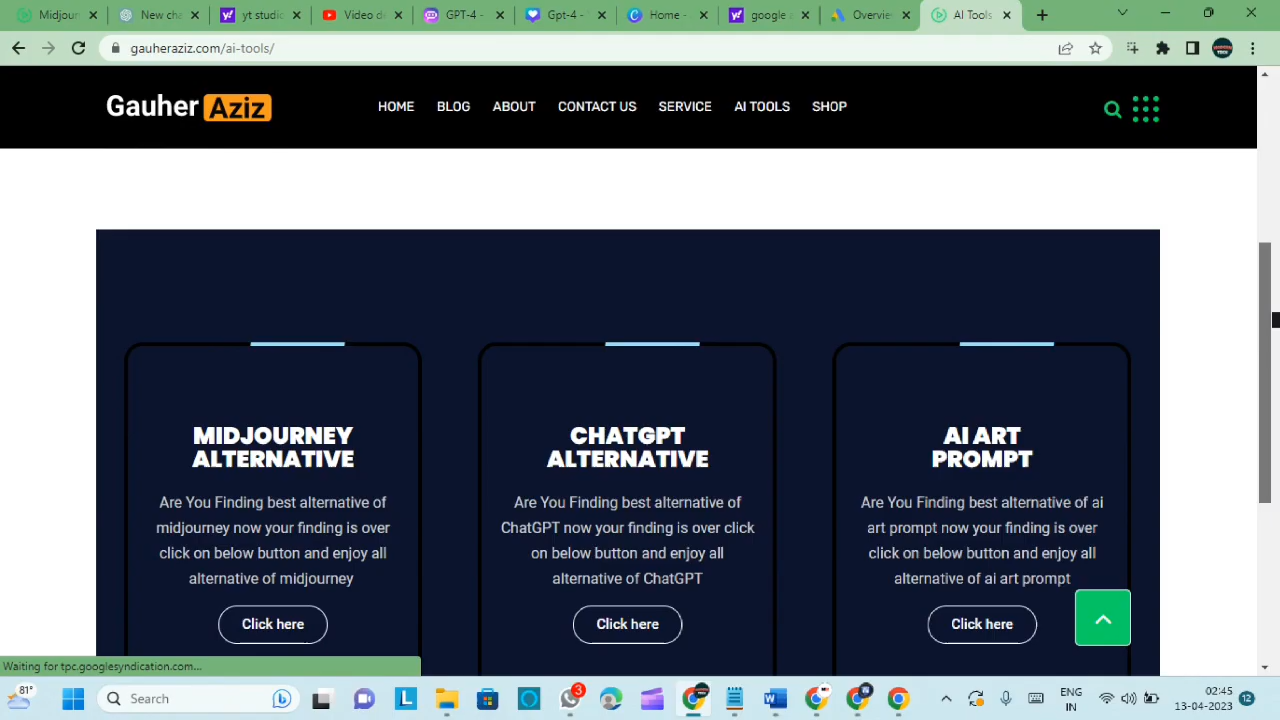 Midjour
New cha
yt studi
Video de
GPT-4 -
Gpt-4 -
Home -
google a
Overvie
AI Tools
gauheraziz.com/ai-tools/
Gauher Aziz
HOME
BLOG
ABOUT
CONTACT US
SERVICE
AI TOOLS
SHOP
MIDJOURNEY
ALTERNATIVE
Are You Finding best alternative of
midjourney now your finding is over
click on below button and enjoy all
alternative of midjourney
Click here
CHATGPT
ALTERNATIVE
Are You Finding best alternative of
ChatGPT now your finding is over click
on below button and enjoy all
alternative of ChatGPT
Click here
AI ART
PROMPT
Are You Finding best alternative of ai
art prompt now your finding is over
click on below button and enjoy all
alternative of ai art prompt
Click here
Waiting for tpc.googlesyndication.com...
81°
Search
3
ENG
IN
02:45
13-04-2023
12